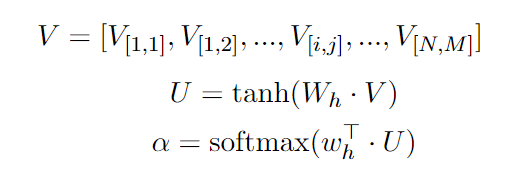 V = [V_{[1,1]}, V_{[1,2]}, ..., V_{[i,j]}, ..., V_{[N,M]}]
U = tanh(W_h · V)
α = softmax(w_h^⊤ · U)